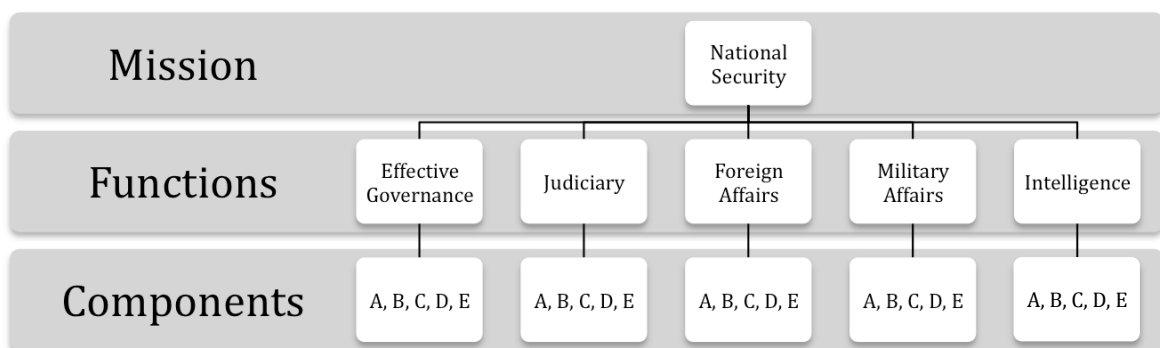 Mission
National
Security
Functions
Effective
Governance
Judiciary
Foreign
Affairs
Military
Affairs
Intelligence
Components
A, B, C, D, E
A, B, C, D, E
A, B, C, D, E
A, B, C, D, E
A, B, C, D, E